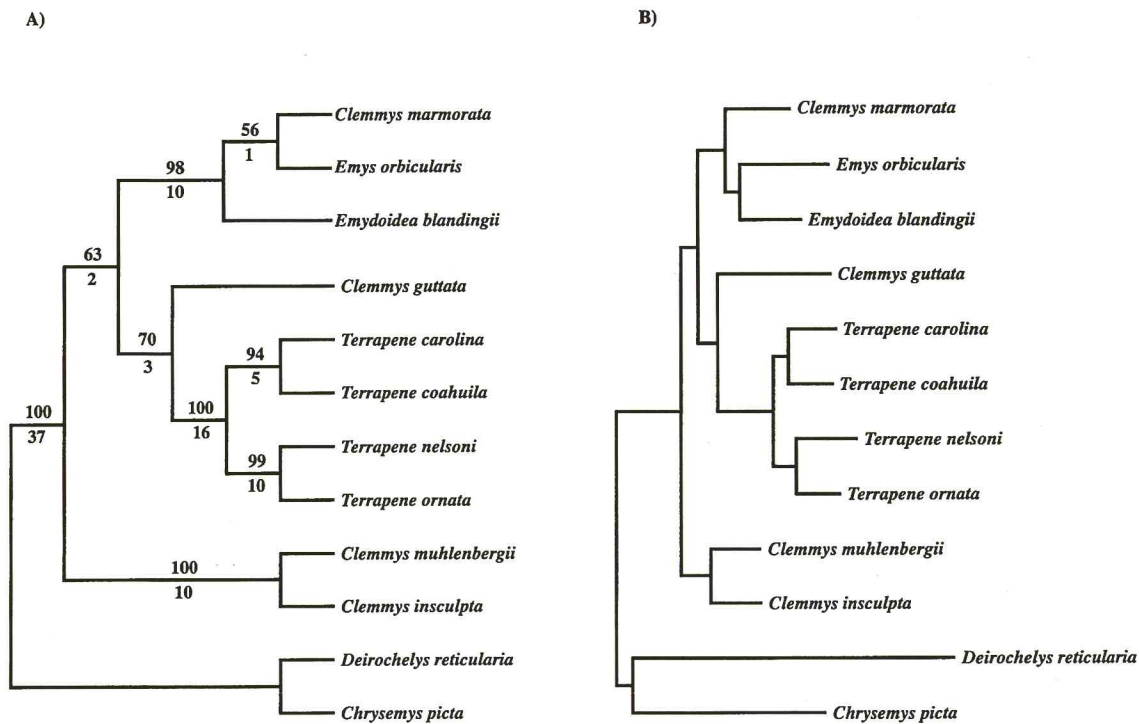 A)
56
1
98
10
63
2
70
3
94
5
100
16
99
10
100
37
100
10
Clemmys marmorata
Emys orbicularis
Emydoidea blandingii
Clemmys guttata
Terrapene carolina
Terrapene coahuila
Terrapene nelsoni
Terrapene ornata
Clemmys muhlenbergii
Clemmys insculpta
Deirochelys reticularia
Chrysemys picta
B)
Clemmys marmorata
Emys orbicularis
Emydoidea blandingii
Clemmys guttata
Terrapene carolina
Terrapene coahuila
Terrapene nelsoni
Terrapene ornata
Clemmys muhlenbergii
Clemmys insculpta
Deirochelys reticularia
Chrysemys picta